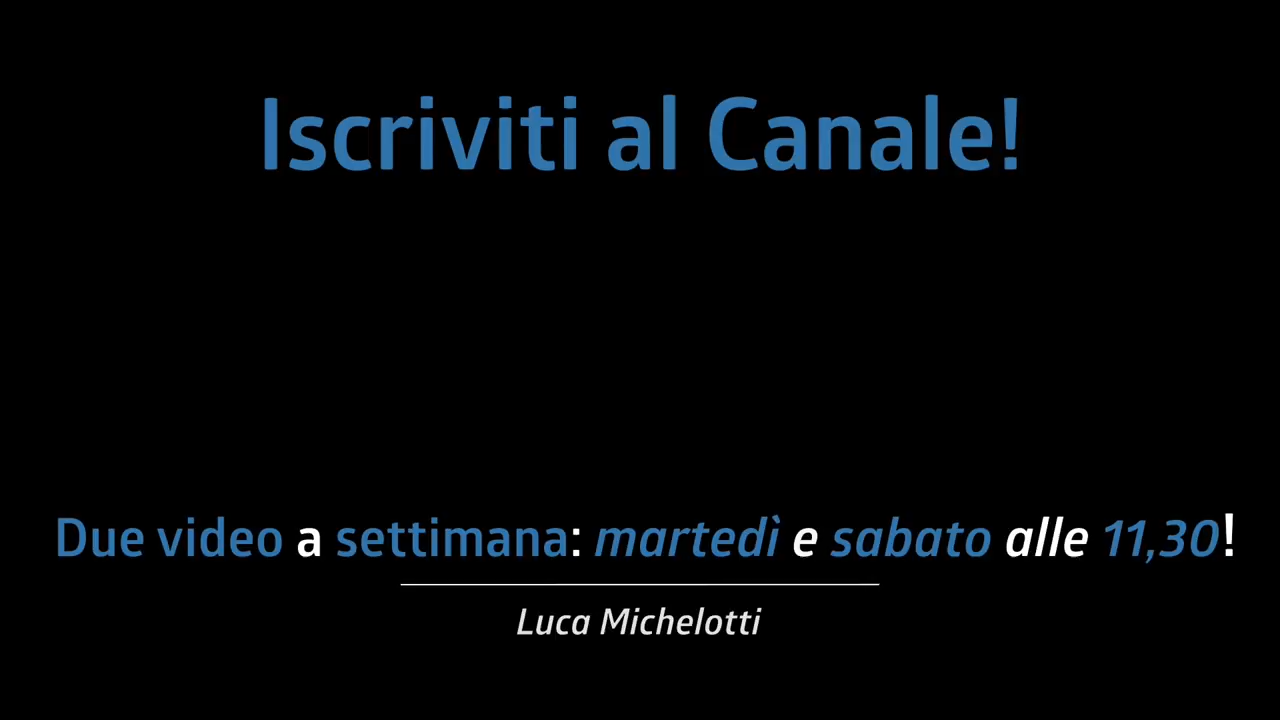 Iscriviti al Canale!
Due video a settimana: martedì e sabato alle 11,30!
Luca Michelotti